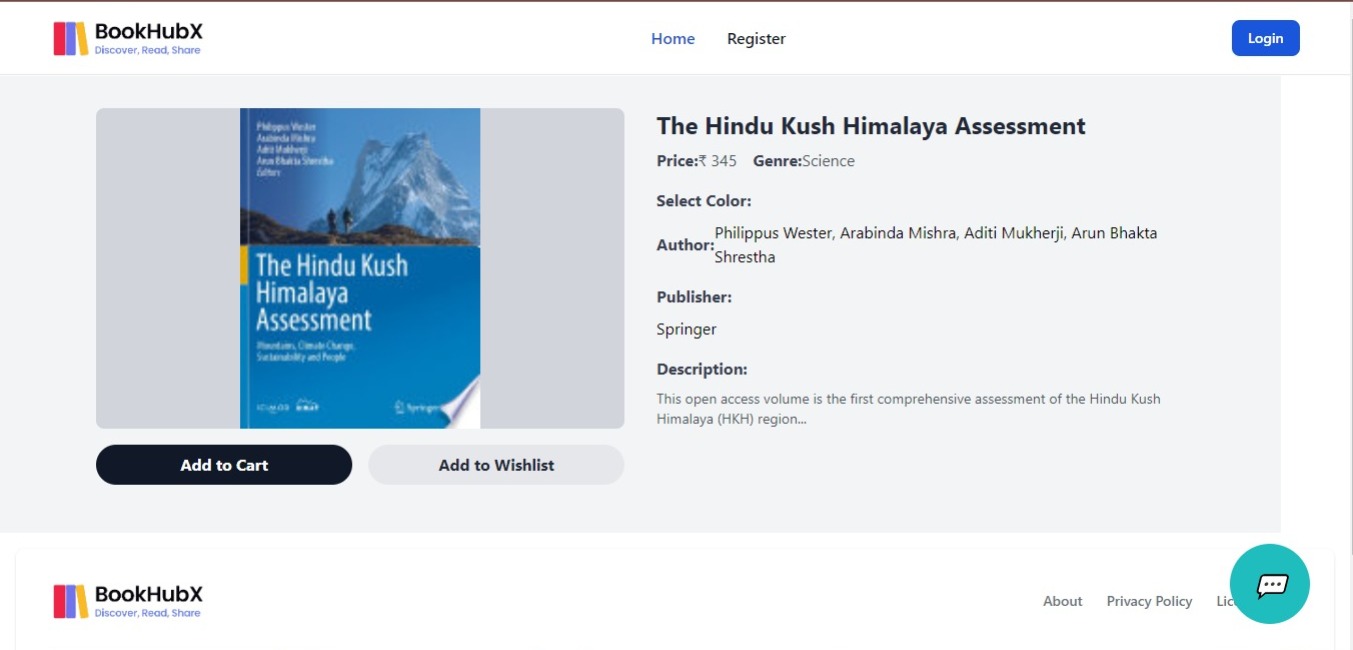 BookHubX
Discover, Read, Share
Home
Register
Login
Philippus Wester
Arabinda Mishra
Aditi Mukherji
Arun Bhakta Shrestha
Editors
The Hindu Kush
Himalaya
Assessment
Mountains, Climate Change,
Sustainability and People
ICIMOD
Springer
Add to Cart
Add to Wishlist
The Hindu Kush Himalaya Assessment
Price:₹ 345 Genre:Science
Select Color:
Author:
Philippus Wester, Arabinda Mishra, Aditi Mukherji, Arun Bhakta
Shrestha
Publisher:
Springer
Description:
This open access volume is the first comprehensive assessment of the Hindu Kush
Himalaya (HKH) region...
BookHubX
Discover, Read, Share
About
Privacy Policy